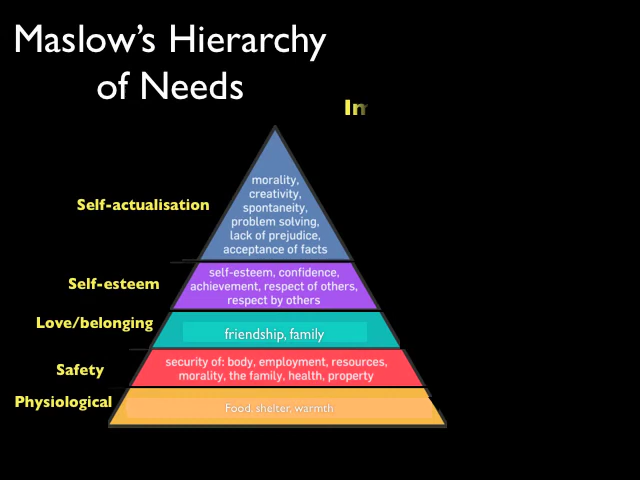 Maslow's Hierarchy
of Needs
Self-actualisation
morality,
creativity,
spontaneity,
problem solving,
lack of prejudice,
acceptance of facts
Self-esteem
self-esteem, confidence,
achievement, respect of others,
respect by others
Love/belonging
friendship, family
Safety
security of: body, employment, resources,
morality, the family, health, property
Physiological
Food, shelter, warmth